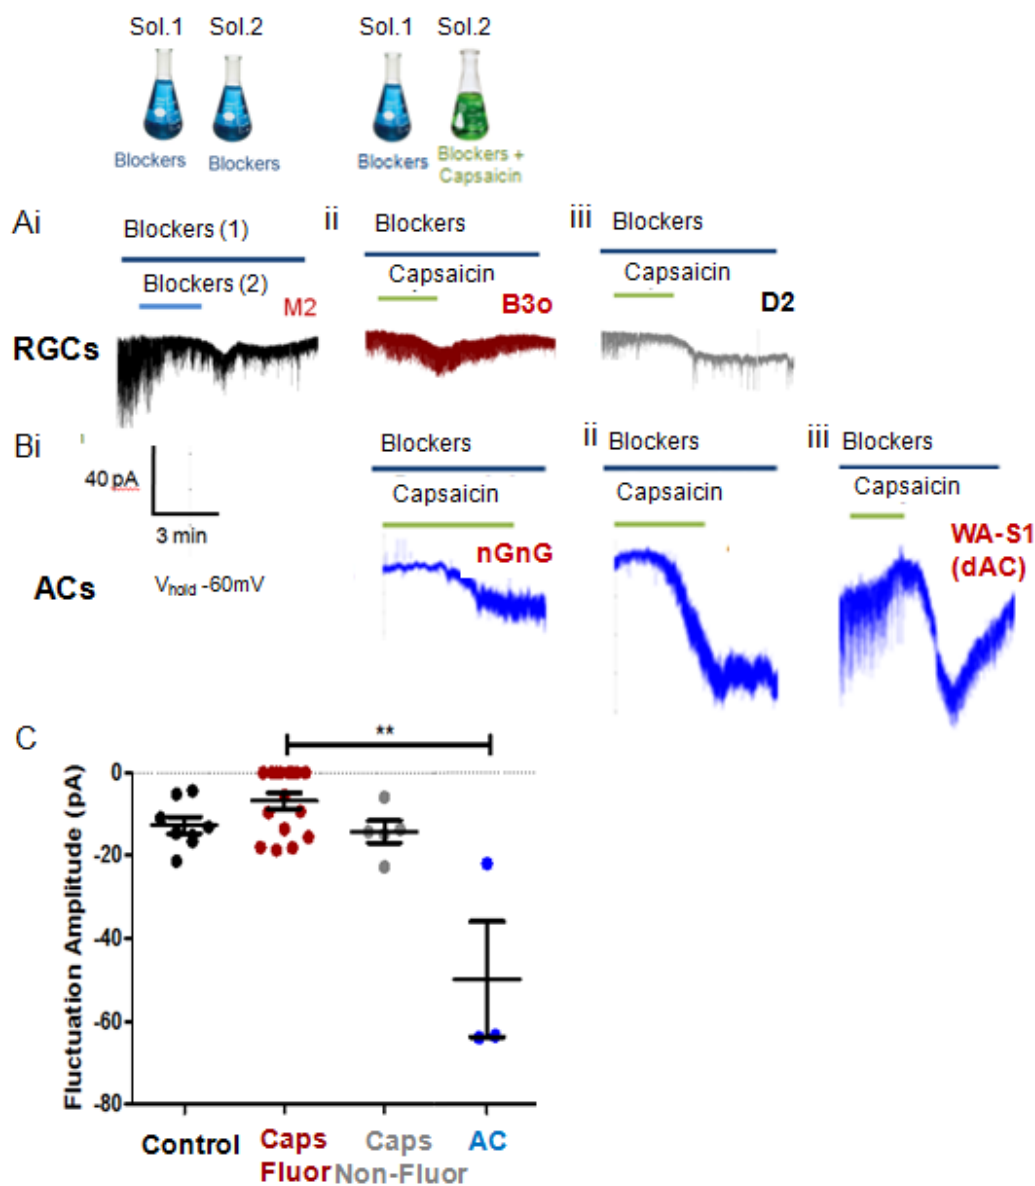 Sol.1 Sol.2 Sol.1 Sol.2
Blockers Blockers Blockers Blockers +
Capsaicin
Ai ii iii
Blockers (1) Blockers Blockers
Blockers (2) Capsaicin Capsaicin
M2 B3o D2
RGCs
Bi ii iii
Blockers Blockers Blockers
40 pA Capsaicin Capsaicin Capsaicin
3 min nGnG WA-S1
(dAC)
ACs Vhold -60mV
C
**
Fluctuation Amplitude (pA)
0
-20
-40
-60
-80
Control Caps Caps AC
Fluor Non-Fluor